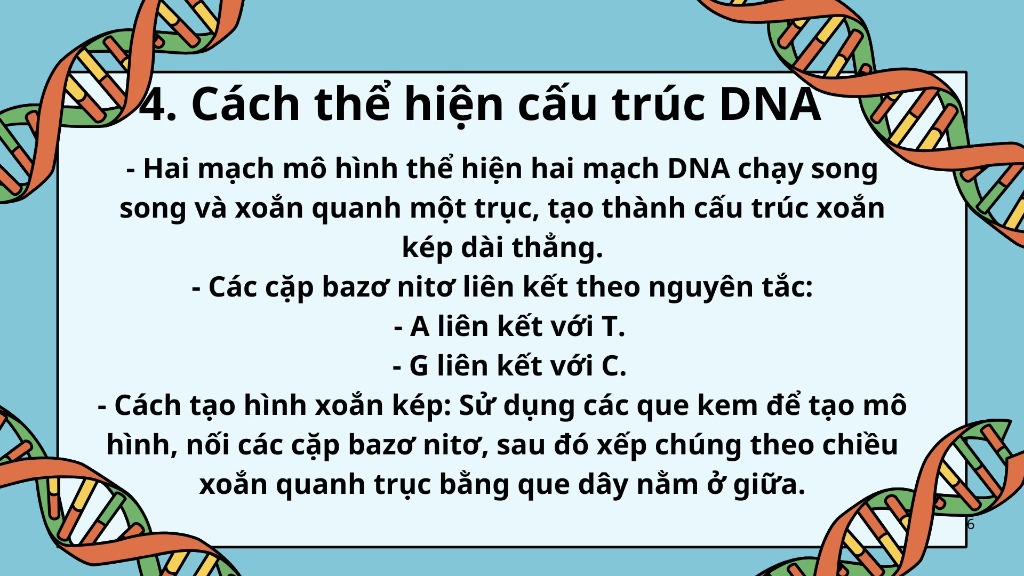 4. Cách thể hiện cấu trúc DNA
- Hai mạch mô hình thể hiện hai mạch DNA chạy song
song và xoắn quanh một trục, tạo thành cấu trúc xoắn
kép dài thẳng.
- Các cặp bazơ nitơ liên kết theo nguyên tắc:
- A liên kết với T.
- G liên kết với C.
- Cách tạo hình xoắn kép: Sử dụng các que kem để tạo mô
hình, nối các cặp bazơ nitơ, sau đó xếp chúng theo chiều
xoắn quanh trục bằng que dây nằm ở giữa.
6